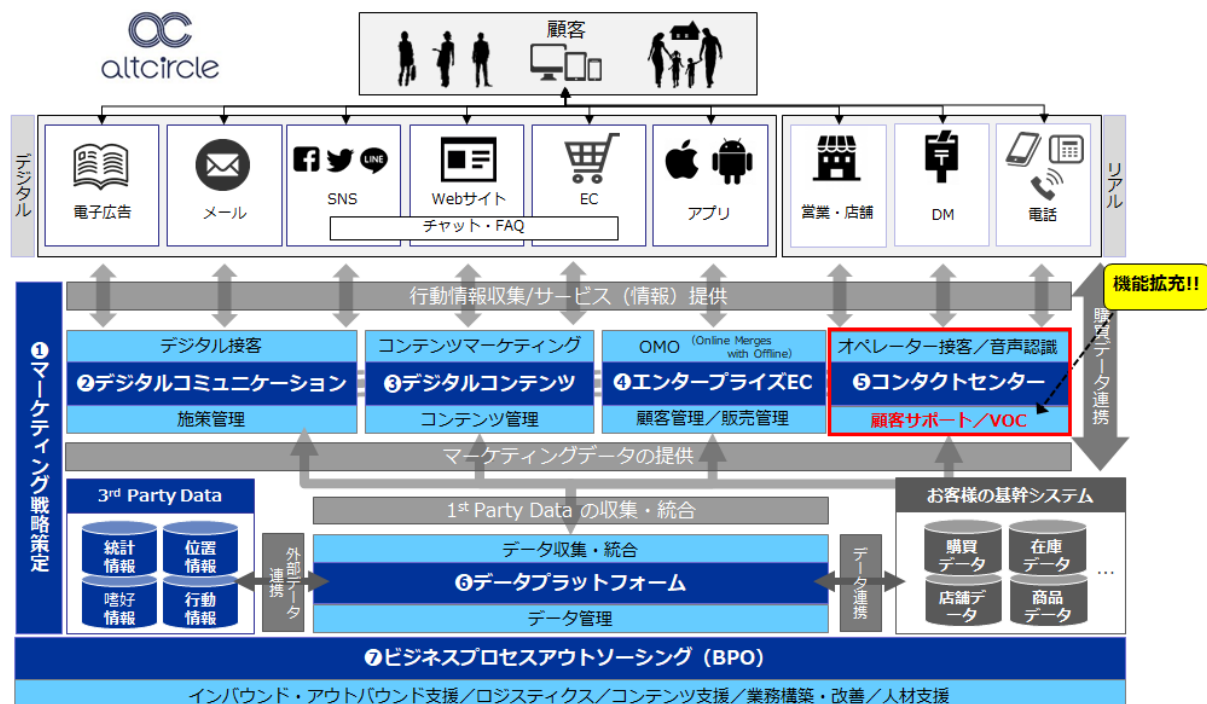 altcircle
顧客
デジタル
電子広告
メール
SNS
LINE
Webサイト
EC
チャット・FAQ
アプリ
営業・店舗
DM
電話
リアル
行動情報収集/サービス（情報）提供
機能拡充!!
購買データ連携
❶マーケティング戦略策定
デジタル接客
❷デジタルコミュニケーション
施策管理
コンテンツマーケティング
❸デジタルコンテンツ
コンテンツ管理
OMO（Online Merges
with Offline）
❹エンタープライズEC
顧客管理／販売管理
オペレーター接客／音声認識
❺コンタクトセンター
顧客サポート／VOC
マーケティングデータの提供
3rd Party Data
統計
情報
位置
情報
嗜好
情報
行動
情報
外部データ
連携
1st Party Data の収集・統合
データ収集・統合
❻データプラットフォーム
データ管理
データ連携
お客様の基幹システム
購買
データ
在庫
データ
店舗デ
ータ
商品
データ
…
❼ビジネスプロセスアウトソーシング（BPO）
インバウンド・アウトバウンド支援／ロジスティクス／コンテンツ支援／業務構築・改善／人材支援